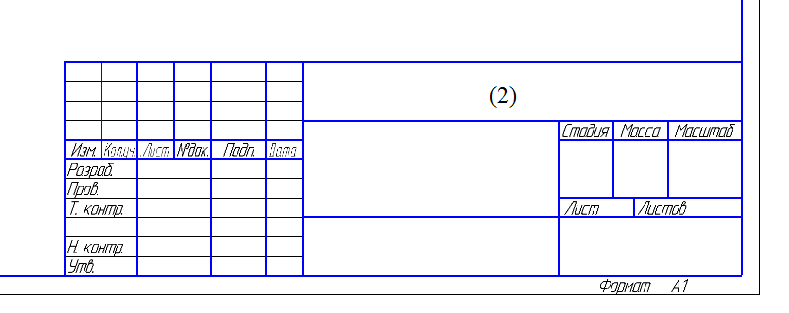 (2)
Стадия Масса Масштаб
Изм. Кол.уч. Лист №док. Подп. Дата
Разраб.
Пров.
Т. контр.
Лист Листов
Н. контр.
Утв.
Формат А1